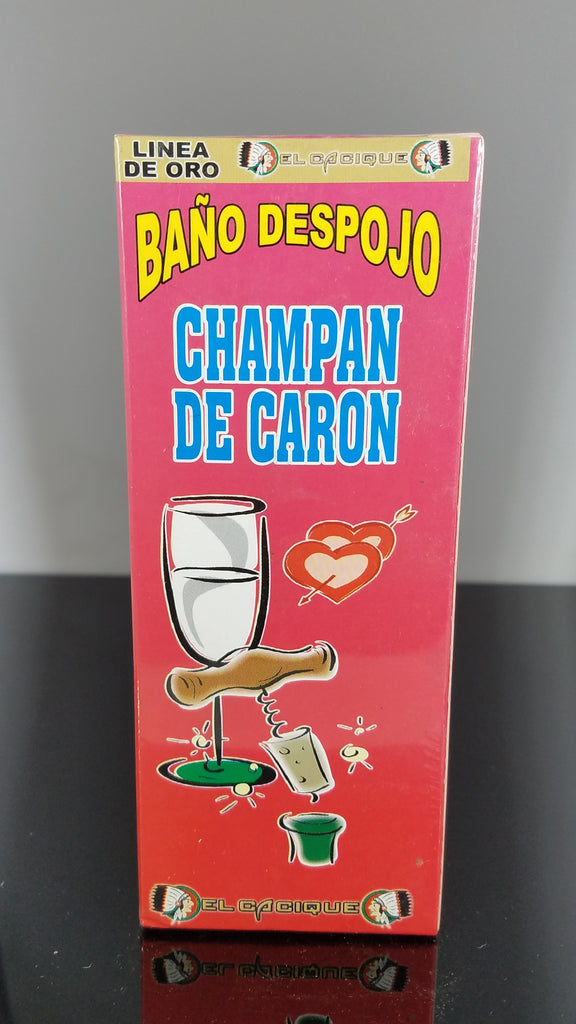 LINEA
DE ORO
EL CACIQUE
BAÑO DESPOJO
CHAMPAN
DE CARON
EL CACIQUE